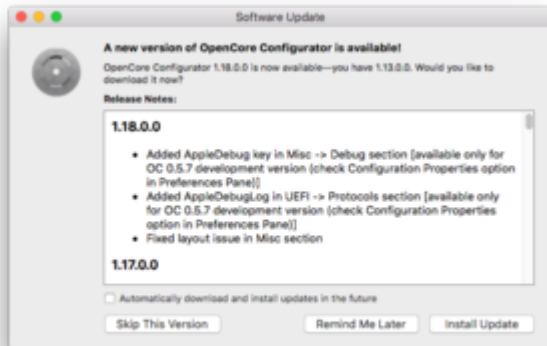 Software Update
A new version of OpenCore Configurator is available!
OpenCore Configurator 1.18.0.0 is now available—you have 1.13.0.0. Would you like to
download it now?
Release Notes:
1.18.0.0
• Added AppleDebug key in Misc -> Debug section [available only for
OC 0.5.7 development version (check Configuration Properties option
in Preferences Pane)]
• Added AppleDebugLog in UEFI -> Protocols section [available only
for OC 0.5.7 development version (check Configuration Properties
option in Preferences Pane)]
• Fixed layout issue in Misc section
1.17.0.0
Automatically download and install updates in the future
Skip This Version
Remind Me Later
Install Update